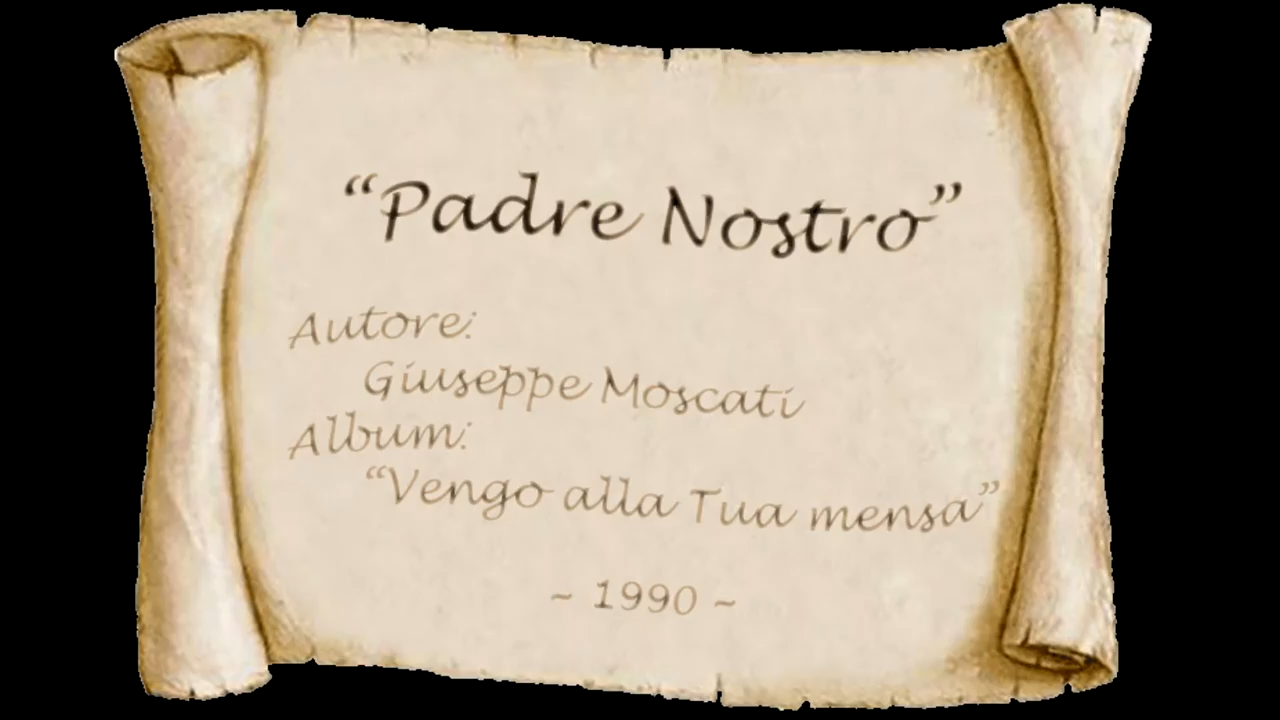 “Padre Nostro”
Autore:
Giuseppe Moscati
Album:
“Vengo alla Tua mensa”
~ 1990 ~